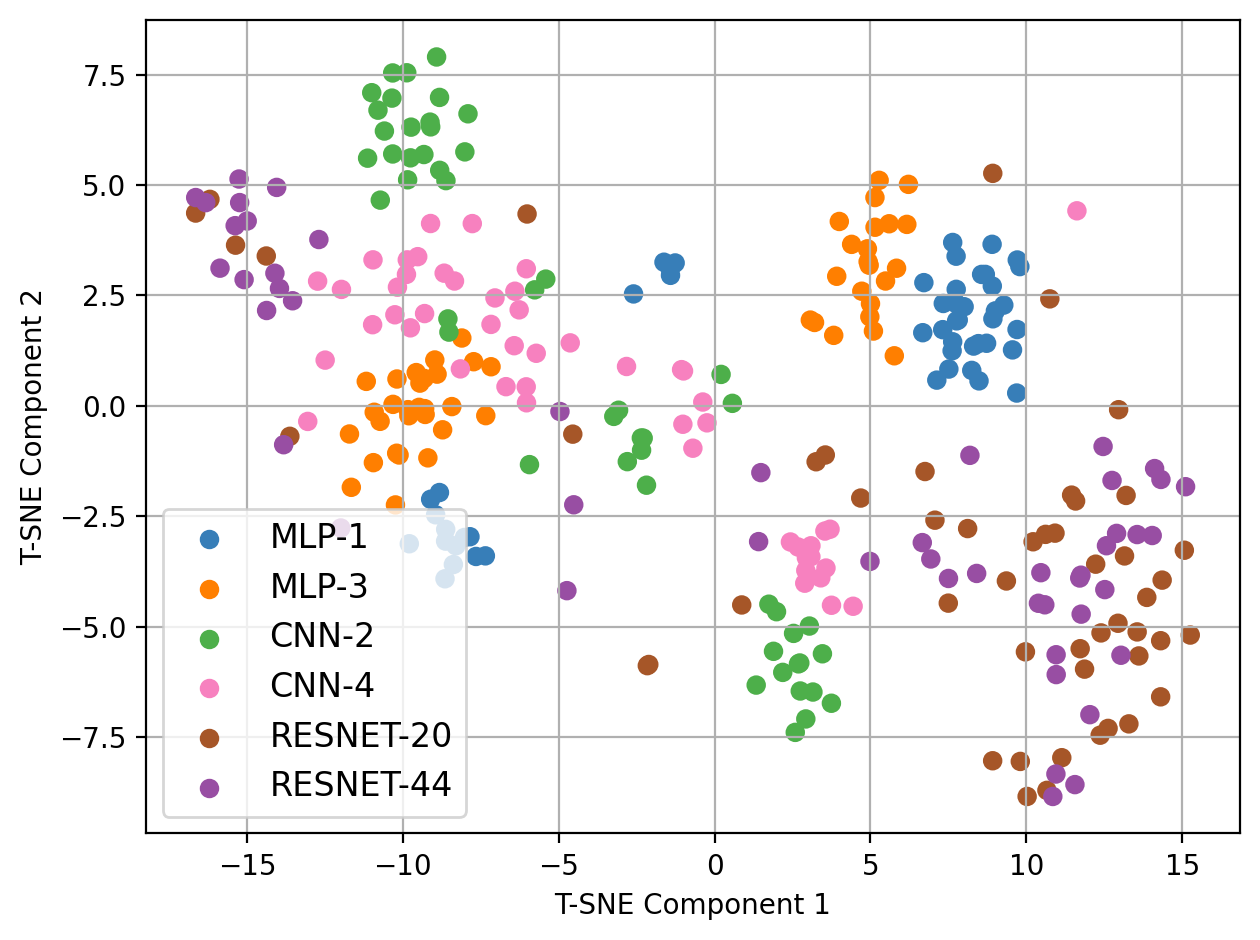 7.5
5.0
2.5
0.0
−2.5
−5.0
−7.5
T-SNE Component 2
MLP-1
MLP-3
CNN-2
CNN-4
RESNET-20
RESNET-44
−15
−10
−5
0
5
10
15
T-SNE Component 1